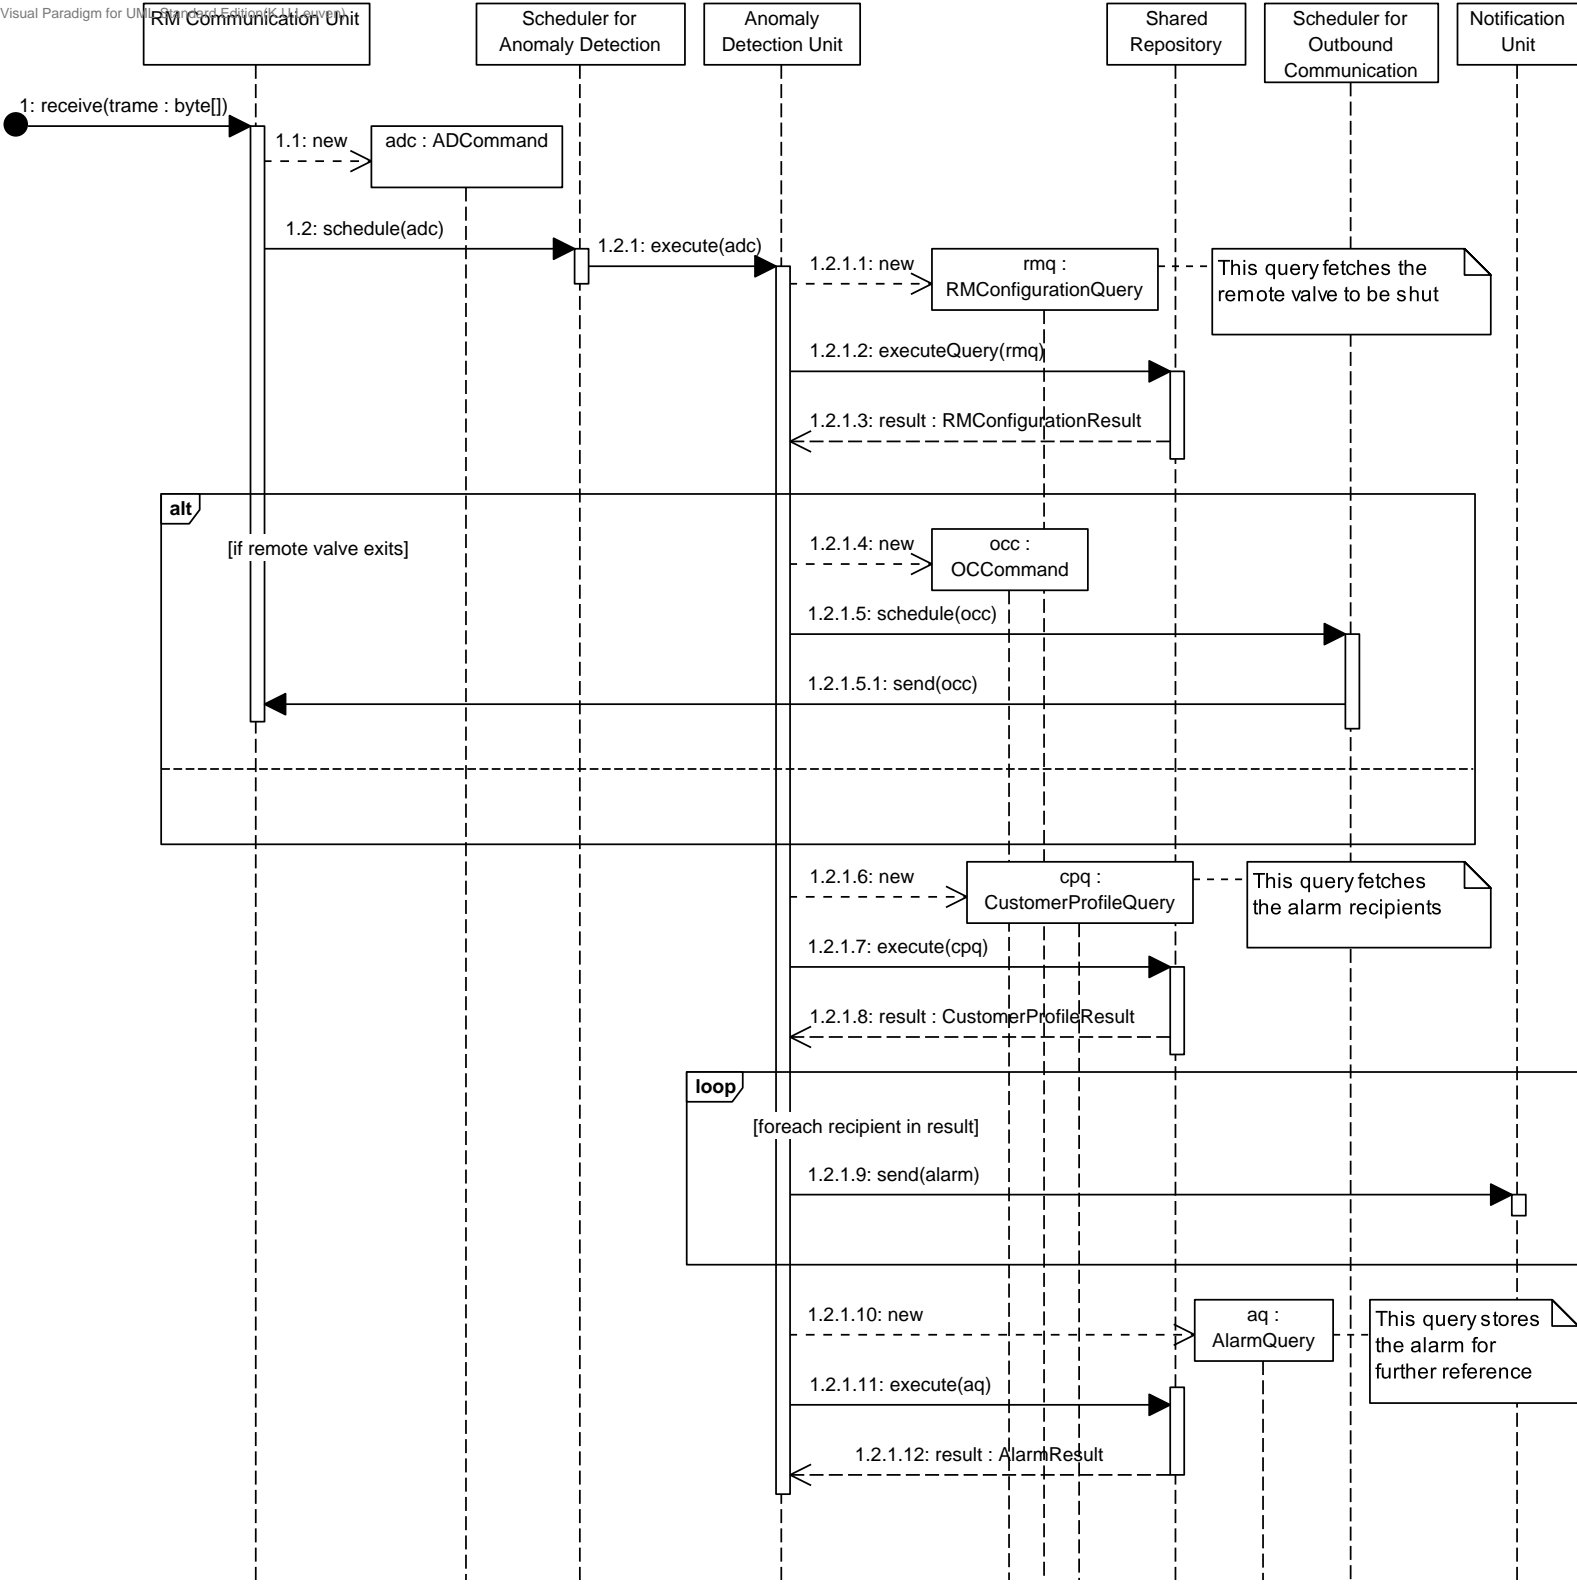 Visual Paradigm for UML Standard Edition(K.U.Leuven)
RM Communication Unit
Scheduler for
Anomaly Detection
Anomaly
Detection Unit
Shared
Repository
Scheduler for
Outbound
Communication
Notification
Unit
1: receive(trame : byte[])
1.1: new
adc : ADCommand
1.2: schedule(adc)
1.2.1: execute(adc)
1.2.1.1: new
rmq :
RMConfigurationQuery
This query fetches the
remote valve to be shut
1.2.1.2: executeQuery(rmq)
1.2.1.3: result : RMConfigurationResult
alt
[if remote valve exits]
1.2.1.4: new
occ :
OCCommand
1.2.1.5: schedule(occ)
1.2.1.5.1: send(occ)
1.2.1.6: new
cpq :
CustomerProfileQuery
This query fetches
the alarm recipients
1.2.1.7: execute(cpq)
1.2.1.8: result : CustomerProfileResult
loop
[foreach recipient in result]
1.2.1.9: send(alarm)
1.2.1.10: new
aq :
AlarmQuery
This query stores
the alarm for
further reference
1.2.1.11: execute(aq)
1.2.1.12: result : AlarmResult